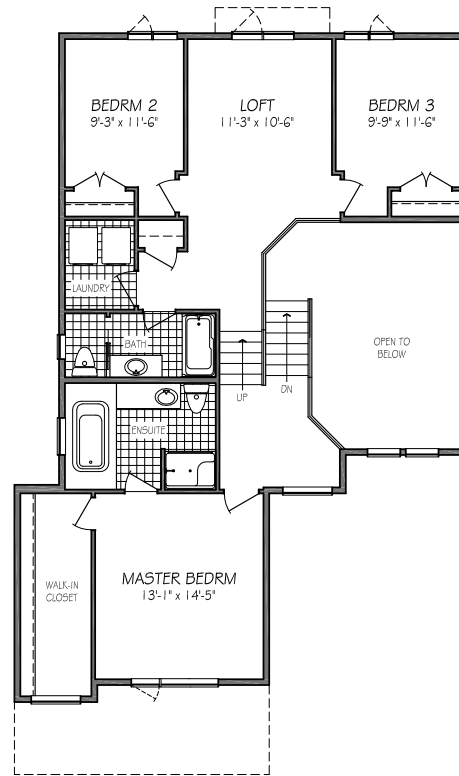 BEDRM 2
9'-3" x 11'-6"
LOFT
11'-3" x 10'-6"
BEDRM 3
9'-9" x 11'-6"
LAUNDRY
BATH
OPEN TO
BELOW
UP
DN
ENSUITE
WALK-IN
CLOSET
MASTER BEDRM
13'-1" x 14'-5"